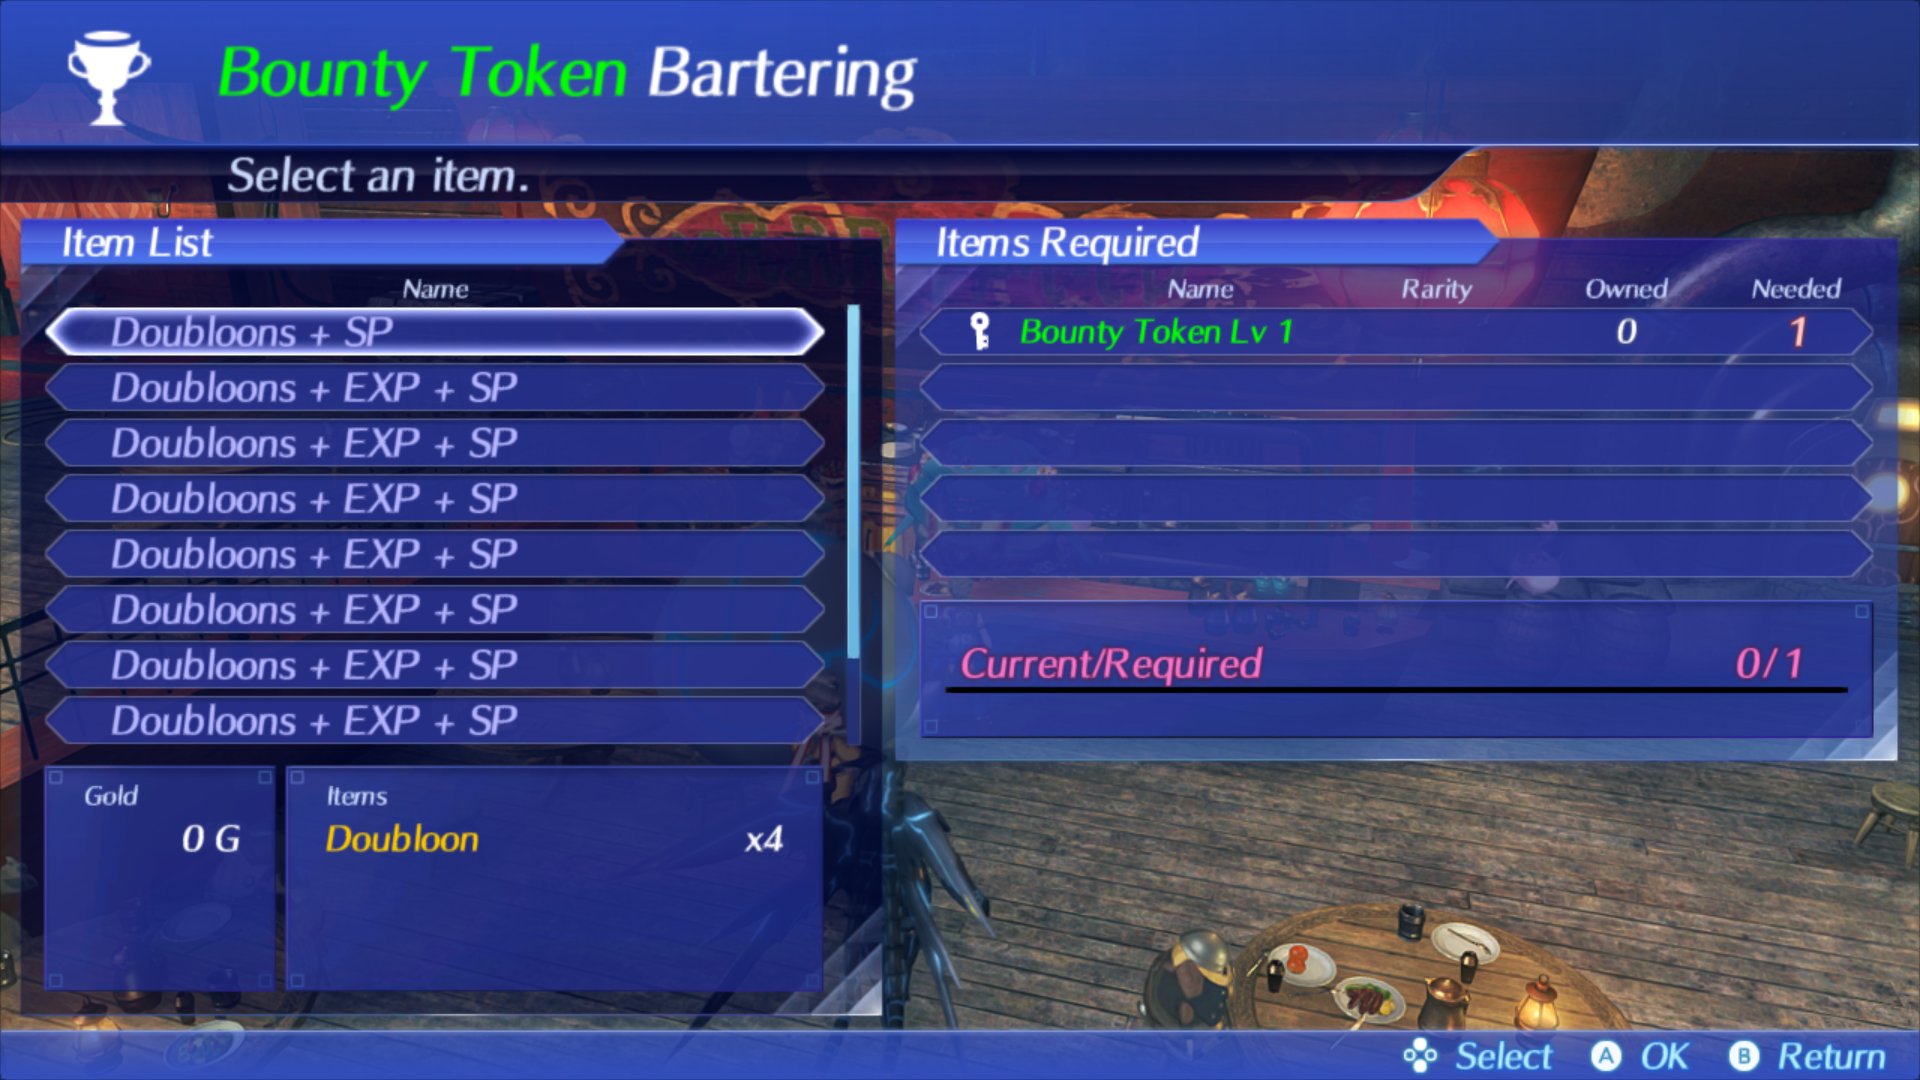 Bounty Token Bartering
Select an item.
Item List
Name
Doubloons + SP
Doubloons + EXP + SP
Doubloons + EXP + SP
Doubloons + EXP + SP
Doubloons + EXP + SP
Doubloons + EXP + SP
Doubloons + EXP + SP
Doubloons + EXP + SP
Gold
0 G
Items
Doubloon x4
Items Required
Name Rarity Owned Needed
Bounty Token Lv 1 0 1
Current/Required 0/1
Select A OK B Return